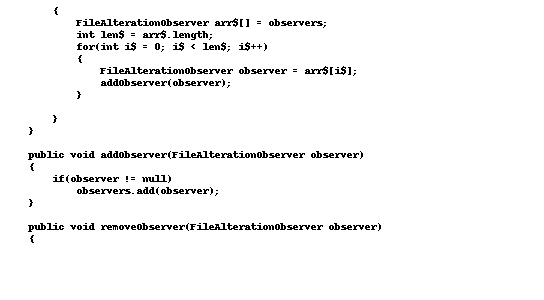 {
FileAlterationObserver arr$[] = observers;
int len$ = arr$.length;
for(int i$ = 0; i$ < len$; i$++)
{
FileAlterationObserver observer = arr$[i$];
addObserver(observer);
}
}
}
public void addObserver(FileAlterationObserver observer)
{
if(observer != null)
observers.add(observer);
}
public void removeObserver(FileAlterationObserver observer)
{